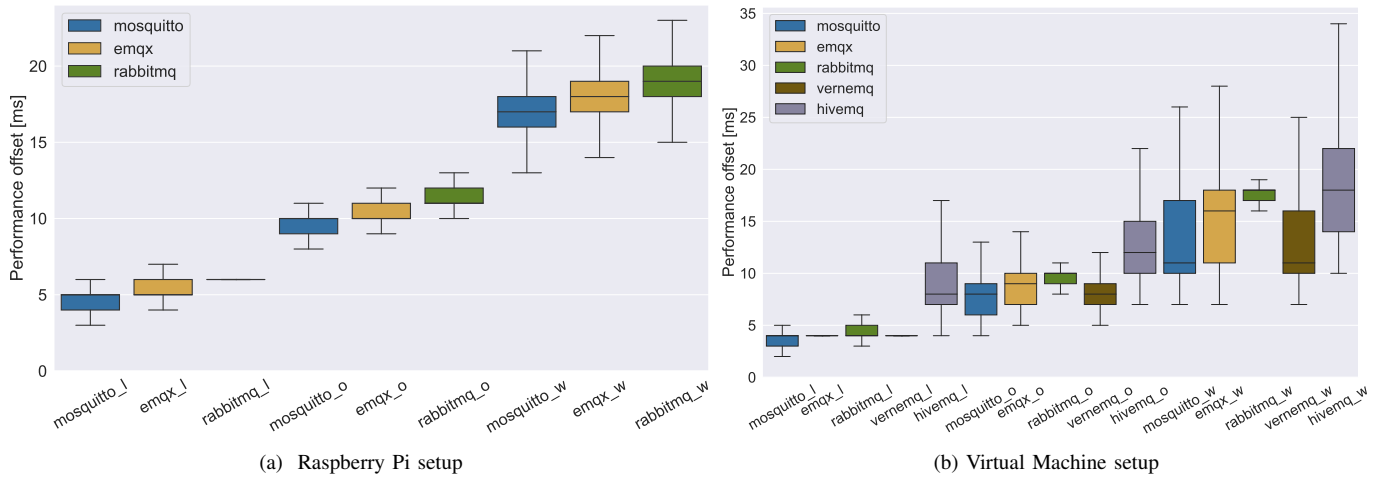 mosquitto
emqx
rabbitmq
Performance offset [ms]
20
15
10
5
0
mosquitto_l
emqx_l
rabbitmq_l
mosquitto_o
emqx_o
rabbitmq_o
mosquitto_w
emqx_w
rabbitmq_w
(a) Raspberry Pi setup
mosquitto
emqx
rabbitmq
vernemq
hivemq
Performance offset [ms]
35
30
25
20
15
10
5
0
mosquitto_l
emqx_l
rabbitmq_l
vernemq_l
hivemq_l
mosquitto_o
emqx_o
rabbitmq_o
vernemq_o
hivemq_o
mosquitto_w
emqx_w
rabbitmq_w
vernemq_w
hivemq_w
(b) Virtual Machine setup